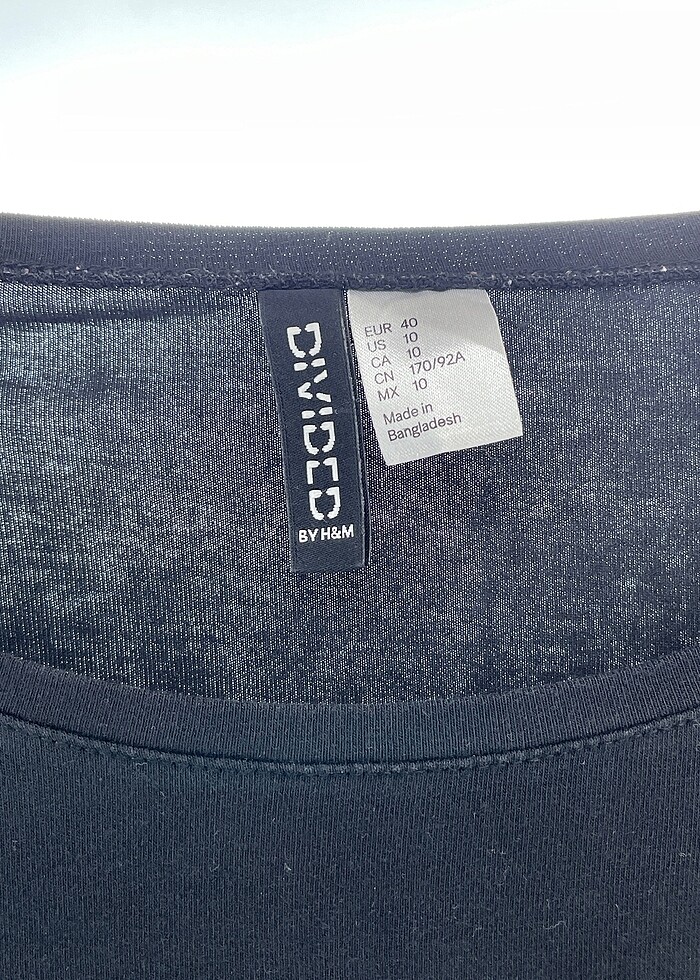 DIVIDED
BY H&M
EUR 40
US 10
CA 10
CN 170/92A
MX 10
Made in
Bangladesh